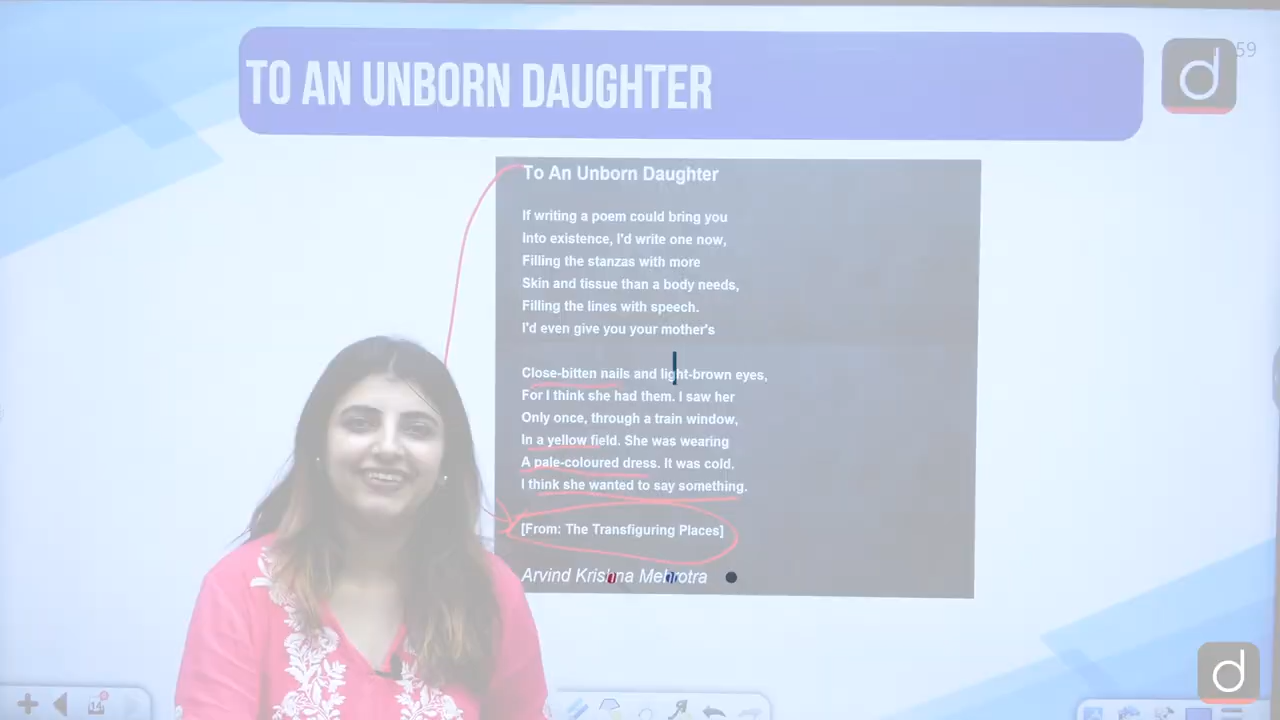 TO AN UNBORN DAUGHTER
59
To An Unborn Daughter
If writing a poem could bring you
Into existence, I'd write one now,
Filling the stanzas with more
Skin and tissue than a body needs,
Filling the lines with speech.
I'd even give you your mother's
Close-bitten nails and light-brown eyes,
For I think she had them. I saw her
Only once, through a train window,
In a yellow field. She was wearing
A pale-coloured dress. It was cold.
I think she wanted to say something.
[From: The Transfiguring Places]
Arvind Krishna Mehrotra
14